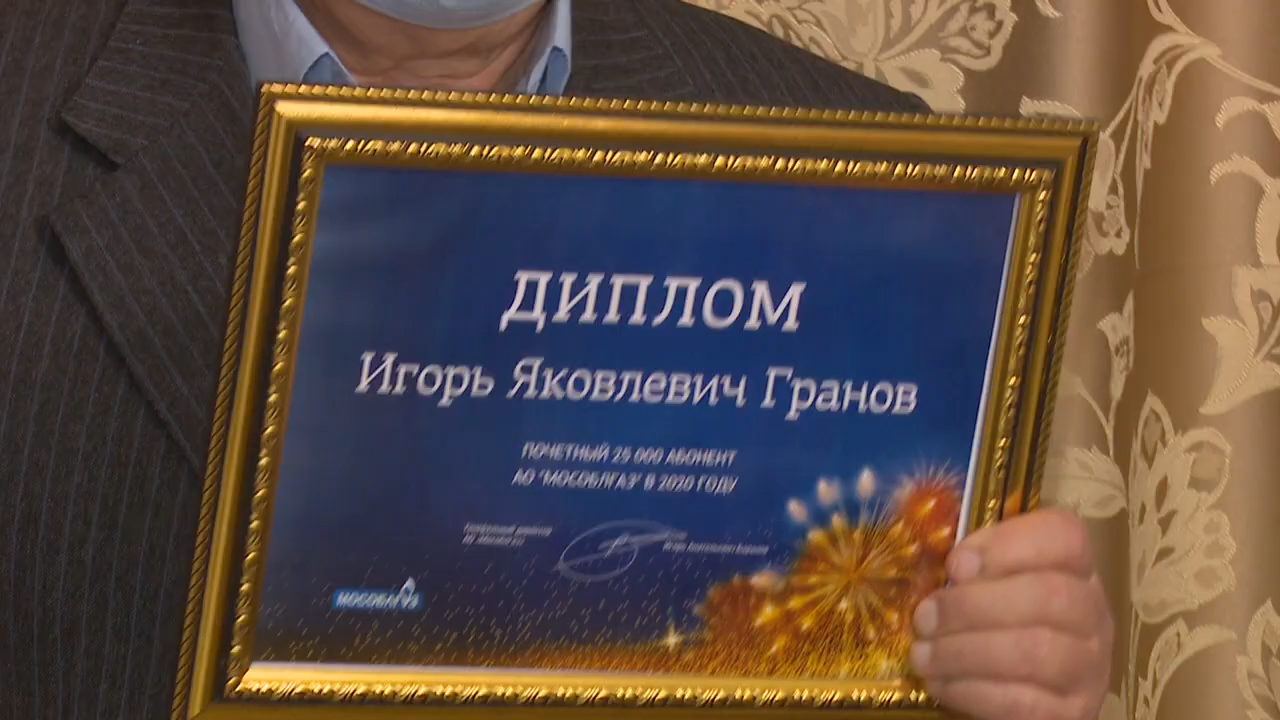 ДИПЛОМ
Игорь Яковлевич Гранов
ПОЧЕТНЫЙ 25 000 АБОНЕНТ
АО "МОСОБЛГАЗ" В 2020 ГОДУ
МОСОБЛГАЗ